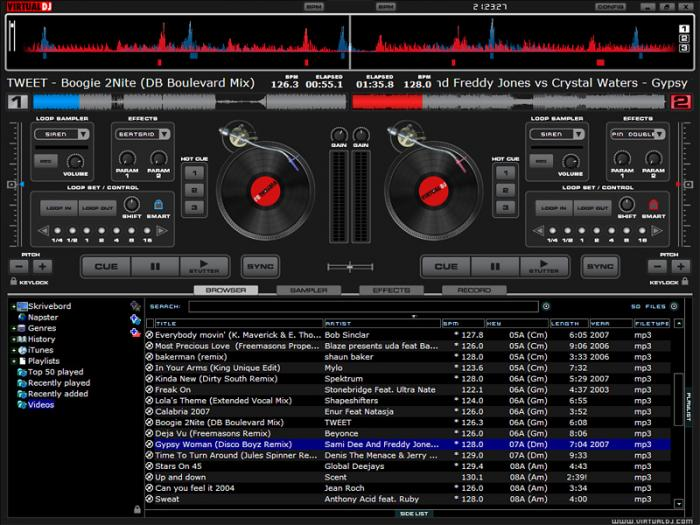 VIRTUALDJ BPM BPM 2:23:27 CONFIG
1
2
3
TWEET - Boogie 2Nite (DB Boulevard Mix) BPM 126.3 ELAPSED 00:55.1 ELAPSED 01:35.8 BPM 128.0 nd Freddy Jones vs Crystal Waters - Gypsy
1 2
LOOP SAMPLER EFFECTS LOOP SAMPLER EFFECTS
SIREN BEATGRID GAIN GAIN SIREN PIN DOUBLE
REC VOLUME PARAM 1 PARAM 2 HOT CUE HOT CUE REC VOLUME PARAM 1 PARAM 2
1 1
LOOP SET / CONTROL 2 2 LOOP SET / CONTROL
LOOP IN LOOP OUT SHIFT SMART 3 3 LOOP IN LOOP OUT SHIFT SMART
1/4 1/2 1 2 4 8 16 1/4 1/2 1 2 4 8 16
PITCH PITCH
- + CUE STUTTER SYNC CUE STUTTER SYNC - +
KEYLOCK KEYLOCK
BROWSER SAMPLER EFFECTS RECORD
SEARCH: 50 FILES
Skrivebord
Napster
Genres
History
iTunes
Playlists
Top 50 played
Recently played
Recently added
Videos
TITLE ARTIST BPM KEY LENGTH YEAR FILETYPE
Everybody movin' (K. Maverick & E. Tho... Bob Sinclar * 127.8 05A (Cm) 6:05 2007 mp3
Most Precious Love (Freemasons Prope... Blaze presents uda feat Ba... * 128.0 05A (Cm) 3:33 2006 mp3
bakerman (remix) shaun baker * 128.0 05A (Cm) 3:33 2006 mp3
In Your Arms (King Unique Edit) Mylo * 123.6 05A (Cm) 5:32 mp3
Kinda New (Dirty South Remix) Spektrum * 128.0 06A (Gm) 5:29 2007 mp3
Freak On Stonebridge Feat. Ultra Nate * 122.1 06A (Gm) 4:37 2003 mp3
Lola's Theme (Extended Vocal Mix) Shapeshifters * 124.0 06A (Gm) 6:55 mp3
Calabria 2007 Enur Feat Natasja * 124.0 06A (Gm) 3:52 mp3
Boogie 2Nite (DB Boulevard Mix) TWEET * 126.3 06A (Gm) 6:01 mp3
Deja Vu (Freemasons Remix) Beyonce * 126.0 06A (Gm) 8:06 mp3
Gypsy Woman (Disco Boyz Remix) Sami Dee And Freddy Jone... * 128.0 07A (Dm) 7:04 2007 mp3
Time To Turn Around (Jules Spinner Re... Denis The Menace & Jerry ... * 129.0 07A (Dm) 9:33 mp3
Stars On 45 Global Deejays * 129.4 08A (Am) 4:43 mp3
Up and down Scent * 130.1 08A (Am) 2:39! mp3
Can you feel it 2004 Jean Roch * 126.0 08A (Am) 3:24 mp3
Sweat Anthony Acid feat. Ruby * 128.0 08A (Am) 4:00 mp3
PLAYLIST
SIDE LIST
WWW.VIRTUALDJ.COM